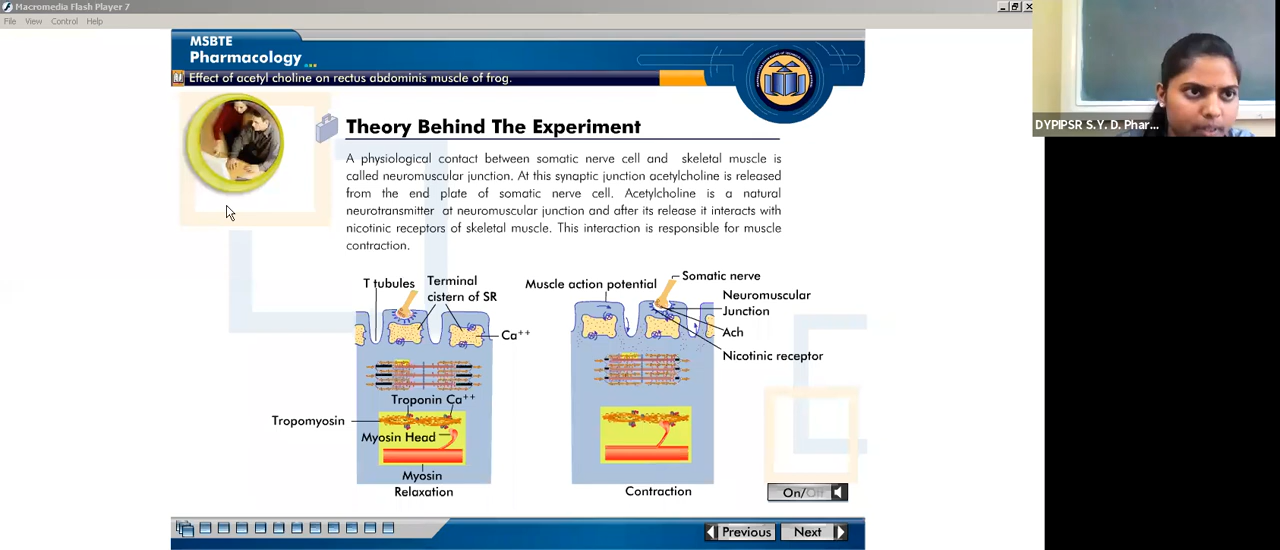 Macromedia Flash Player 7
File View Control Help
MSBTE
Pharmacology
Effect of acetyl choline on rectus abdominis muscle of frog.
DYPIPSR S.Y. D. Phar...
Theory Behind The Experiment
A physiological contact between somatic nerve cell and skeletal muscle is
called neuromuscular junction. At this synaptic junction acetylcholine is released
from the end plate of somatic nerve cell. Acetylcholine is a natural
neurotransmitter at neuromuscular junction and after its release it interacts with
nicotinic receptors of skeletal muscle. This interaction is responsible for muscle
contraction.
T tubules
Terminal
cistern of SR
Ca++
Troponin Ca++
Tropomyosin
Myosin Head
Myosin
Relaxation
Muscle action potential
Somatic nerve
Neuromuscular
Junction
Ach
Nicotinic receptor
Contraction
On/Off
Previous
Next